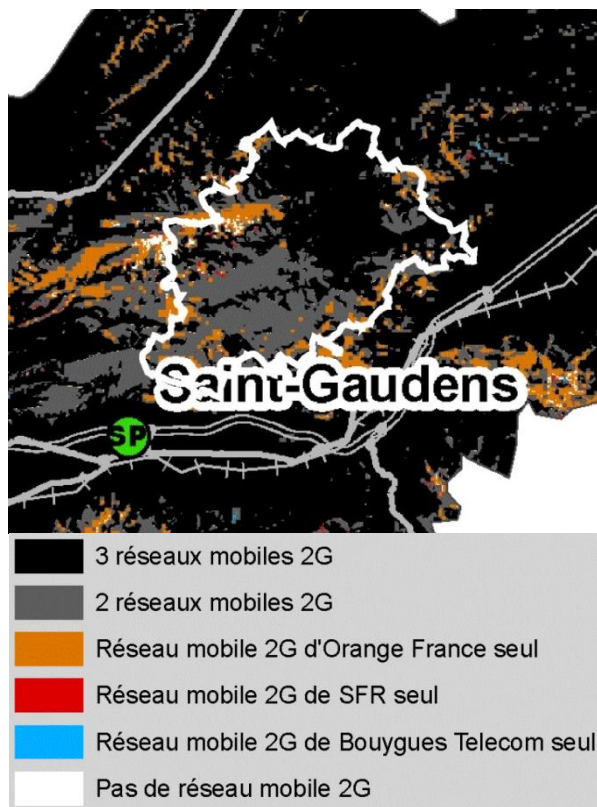 Saint-Gaudens
SP
3 réseaux mobiles 2G
2 réseaux mobiles 2G
Réseau mobile 2G d'Orange France seul
Réseau mobile 2G de SFR seul
Réseau mobile 2G de Bouygues Telecom seul
Pas de réseau mobile 2G